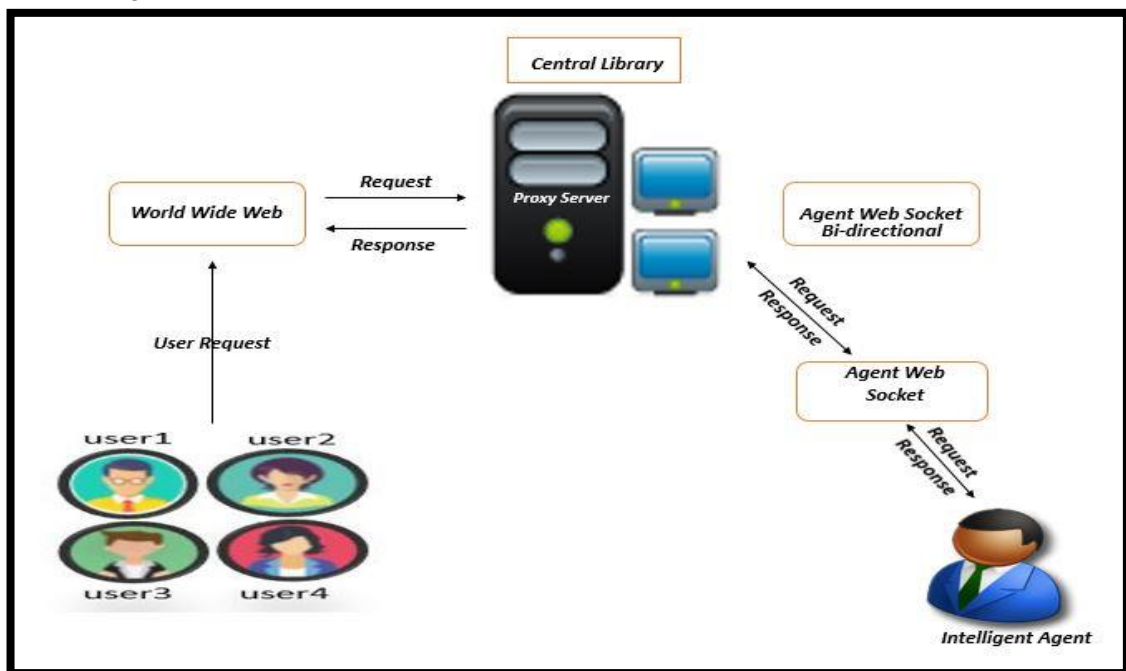 Central Library
Proxy Server
World Wide Web
Request
Response
Agent Web Socket
Bi-directional
Request
Response
User Request
Agent Web
Socket
Request
Response
user1
user2
user3
user4
Intelligent Agent